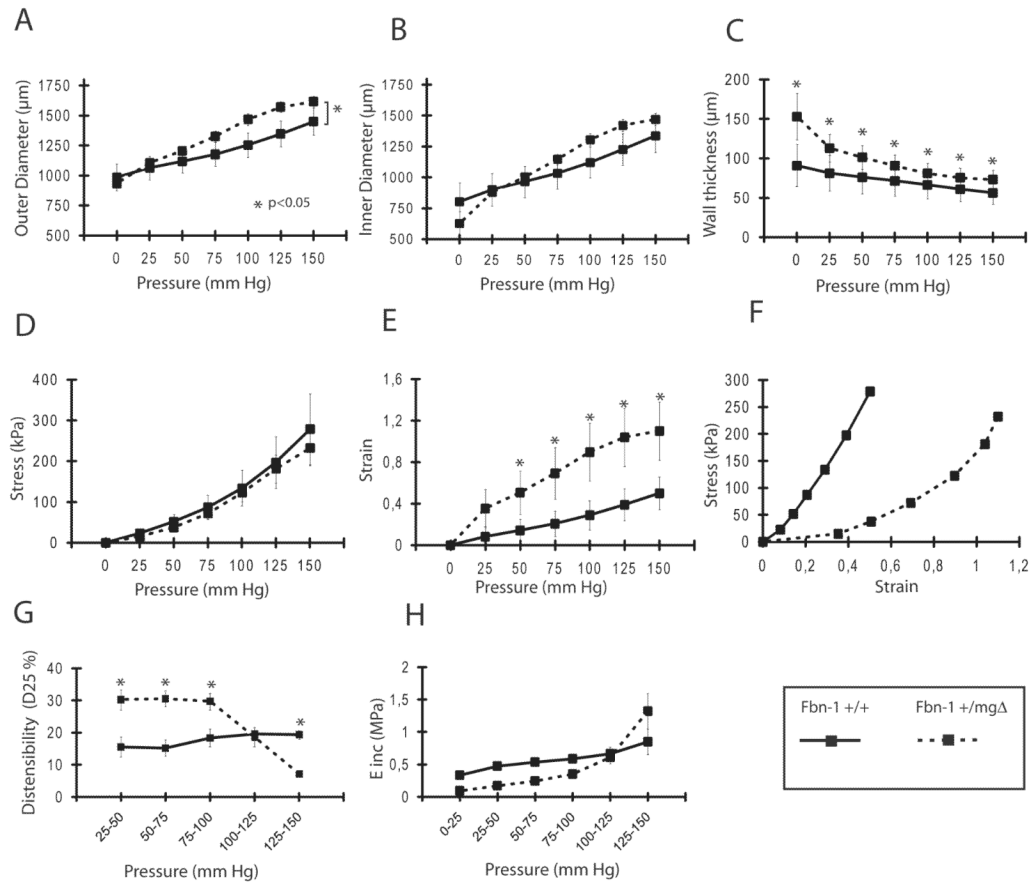 A
B
C
Outer Diameter (µm)
1750
1500
1250
1000
750
500
*
* p<0.05
0 25 50 75 100 125 150
Pressure (mm Hg)
Inner Diameter (µm)
1750
1500
1250
1000
750
500
0 25 50 75 100 125 150
Pressure (mm Hg)
Wall thickness (µm)
200
150
100
50
0
* * * * * * *
0 25 50 75 100 125 150
Pressure (mm Hg)
D
E
F
Stress (kPa)
400
300
200
100
0
0 25 50 75 100 125 150
Pressure (mm Hg)
Strain
1,6
1,2
0,8
0,4
0
* * * * *
0 25 50 75 100 125 150
Pressure (mm Hg)
Stress (kPa)
300
250
200
150
100
50
0
0 0,2 0,4 0,6 0,8 1 1,2
Strain
G
H
Distensibility (D25 %)
40
30
20
10
0
* * * *
25-50 50-75 75-100 100-125 125-150
Pressure (mm Hg)
E inc (MPa)
2
1,5
1
0,5
0
0-25 25-50 50-75 75-100 100-125 125-150
Pressure (mm Hg)
Fbn-1 +/+ Fbn-1 +/mgΔ